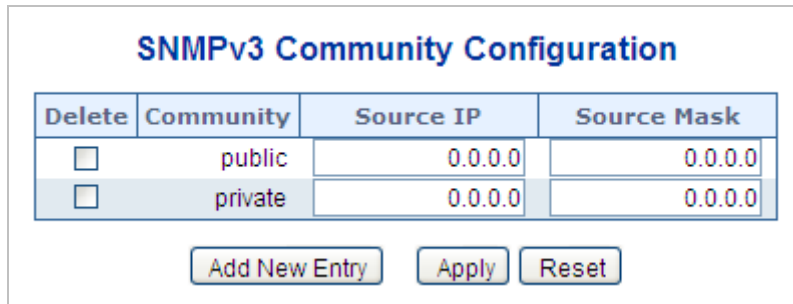 SNMPv3 Community Configuration
Delete Community Source IP Source Mask
public 0.0.0.0 0.0.0.0
private 0.0.0.0 0.0.0.0
Add New Entry Apply Reset